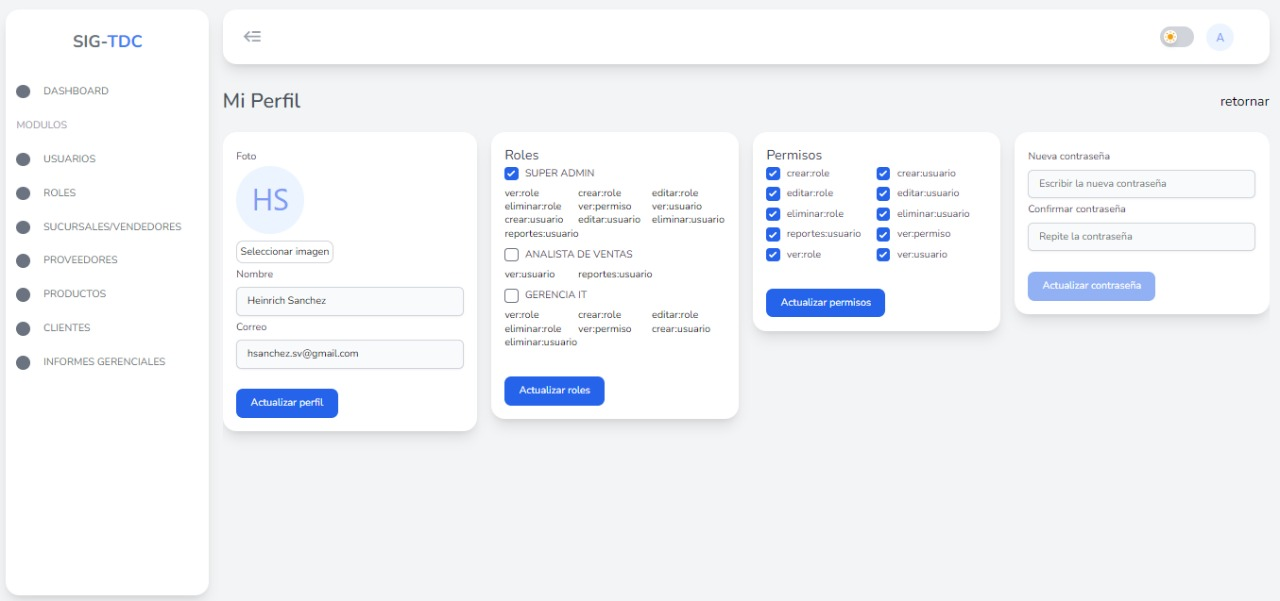 SIG-TDC
DASHBOARD
MODULOS
USUARIOS
ROLES
SUCURSALES/VENDEDORES
PROVEEDORES
PRODUCTOS
CLIENTES
INFORMES GERENCIALES
A
Mi Perfil
retornar
Foto
HS
Seleccionar imagen
Nombre
Heinrich Sanchez
Correo
hsanchez.sv@gmail.com
Actualizar perfil
Roles
SUPER ADMIN
ver:role crear:role editar:role
eliminar:role ver:permiso ver:usuario
crear:usuario editar:usuario eliminar:usuario
reportes:usuario
ANALISTA DE VENTAS
ver:usuario reportes:usuario
GERENCIA IT
ver:role crear:role editar:role
eliminar:role ver:permiso crear:usuario
eliminar:usuario
Actualizar roles
Permisos
crear:role crear:usuario
editar:role editar:usuario
eliminar:role eliminar:usuario
reportes:usuario ver:permiso
ver:role ver:usuario
Actualizar permisos
Nueva contraseña
Escribir la nueva contraseña
Confirmar contraseña
Repite la contraseña
Actualizar contraseña